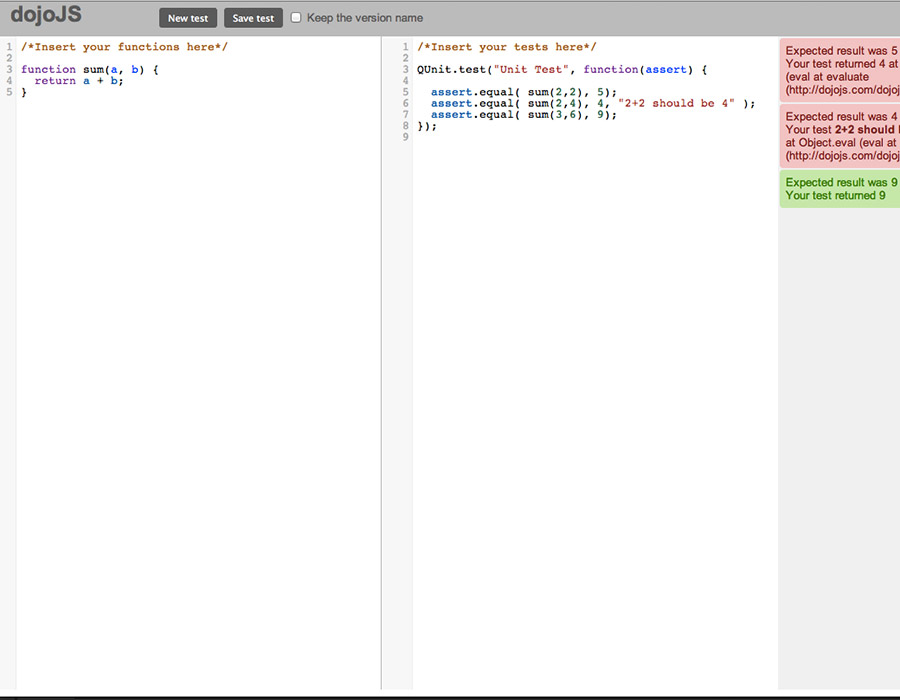 dojoJS
New test
Save test
Keep the version name
1 /*Insert your functions here*/
2
3 function sum(a, b) {
4 return a + b;
5 }
1 /*Insert your tests here*/
2
3 QUnit.test("Unit Test", function(assert) {
4
5 assert.equal( sum(2,2), 5);
6 assert.equal( sum(2,4), 4, "2+2 should be 4" );
7 assert.equal( sum(3,6), 9);
8 });
9
Expected result was 5
Your test returned 4 at
(eval at evaluate
(http://dojojs.com/dojoj
Expected result was 4
Your test 2+2 should
at Object.eval (eval at
(http://dojojs.com/dojoj
Expected result was 9
Your test returned 9